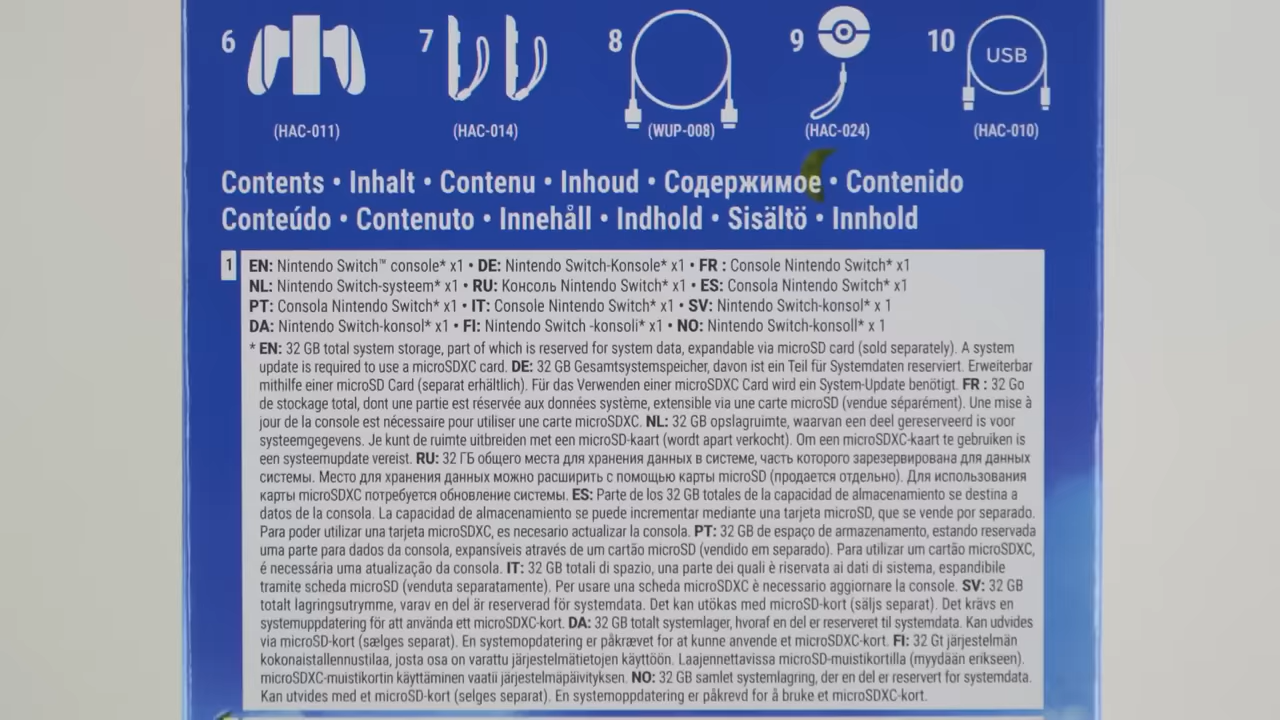 6 7 8 9 10
USB
(HAC-011) (HAC-014) (WUP-008) (HAC-024) (HAC-010)
Contents • Inhalt • Contenu • Inhoud • Содержимое • Contenido
Conteúdo • Contenuto • Innehåll • Indhold • Sisältö • Innhold
1 EN: Nintendo Switch™ console* x1 • DE: Nintendo Switch-Konsole* x1 • FR : Console Nintendo Switch* x1
NL: Nintendo Switch-systeem* x1 • RU: Консоль Nintendo Switch* x1 • ES: Consola Nintendo Switch* x1
PT: Consola Nintendo Switch* x1 • IT: Console Nintendo Switch* x1 • SV: Nintendo Switch-konsol* x 1
DA: Nintendo Switch-konsol* x1 • FI: Nintendo Switch -konsoli* x1 • NO: Nintendo Switch-konsoll* x 1
* EN: 32 GB total system storage, part of which is reserved for system data, expandable via microSD card (sold separately). A system
update is required to use a microSDXC card. DE: 32 GB Gesamtsystemspeicher, davon ist ein Teil für Systemdaten reserviert. Erweiterbar
mithilfe einer microSD Card (separat erhältlich). Für das Verwenden einer microSDXC Card wird ein System-Update benötigt. FR : 32 Go
de stockage total, dont une partie est réservée aux données système, extensible via une carte microSD (vendue séparément). Une mise à
jour de la console est nécessaire pour utiliser une carte microSDXC. NL: 32 GB opslagruimte, waarvan een deel gereserveerd is voor
systeemgegevens. Je kunt de ruimte uitbreiden met een microSD-kaart (wordt apart verkocht). Om een microSDXC-kaart te gebruiken is
een systeemupdate vereist. RU: 32 ГБ общего места для хранения данных в системе, часть которого зарезервирована для данных
системы. Место для хранения данных можно расширить с помощью карты microSD (продается отдельно). Для использования
карты microSDXC потребуется обновление системы. ES: Parte de los 32 GB totales de la capacidad de almacenamiento se destina a
datos de la consola. La capacidad de almacenamiento se puede incrementar mediante una tarjeta microSD, que se vende por separado.
Para poder utilizar una tarjeta microSDXC, es necesario actualizar la consola. PT: 32 GB de espaço de armazenamento, estando reservada
uma parte para dados da consola, expansíveis através de um cartão microSD (vendido em separado). Para utilizar um cartão microSDXC,
é necessária uma atualização da consola. IT: 32 GB totali di spazio, una parte dei quali è riservata ai dati di sistema, espandibile
tramite scheda microSD (venduta separatamente). Per usare una scheda microSDXC è necessario aggiornare la console. SV: 32 GB
totalt lagringsutrymme, varav en del är reserverad för systemdata. Det kan utökas med microSD-kort (säljs separat). Det krävs en
systemuppdatering för att använda ett microSDXC-kort. DA: 32 GB totalt systemlager, hvoraf en del er reserveret til systemdata. Kan udvides
via microSD-kort (sælges separat). En systemopdatering er påkrævet for at kunne anvende et microSDXC-kort. FI: 32 Gt järjestelmän
kokonaistallennustilaa, josta osa on varattu järjestelmätietojen käyttöön. Laajennettavissa microSD-muistikortilla (myydään erikseen).
microSDXC-muistikortin käyttäminen vaatii järjestelmäpäivityksen. NO: 32 GB samlet systemlagring, der en del er reservert for systemdata.
Kan utvides med et microSD-kort (selges separat). En systemoppdatering er påkrevd for å bruke et microSDXC-kort.